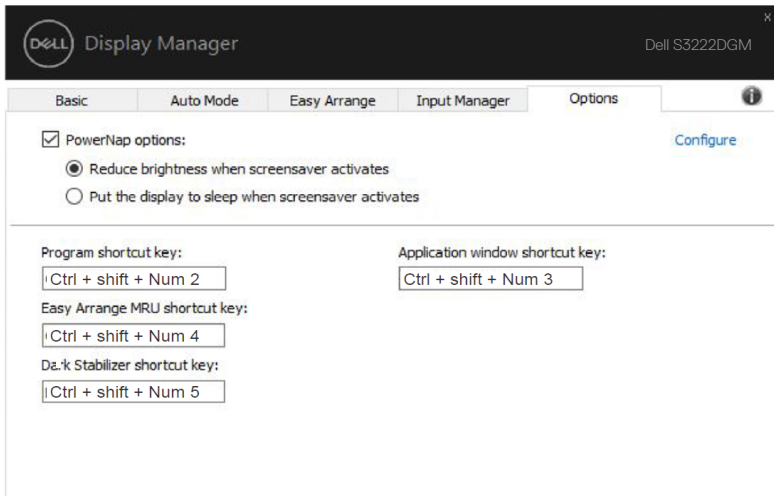 DELL Display Manager
x
Dell S3222DGM
Basic Auto Mode Easy Arrange Input Manager Options
PowerNap options: Configure
Reduce brightness when screensaver activates
Put the display to sleep when screensaver activates
Program shortcut key: Application window shortcut key:
Ctrl + shift + Num 2 Ctrl + shift + Num 3
Easy Arrange MRU shortcut key:
Ctrl + shift + Num 4
Dark Stabilizer shortcut key:
Ctrl + shift + Num 5